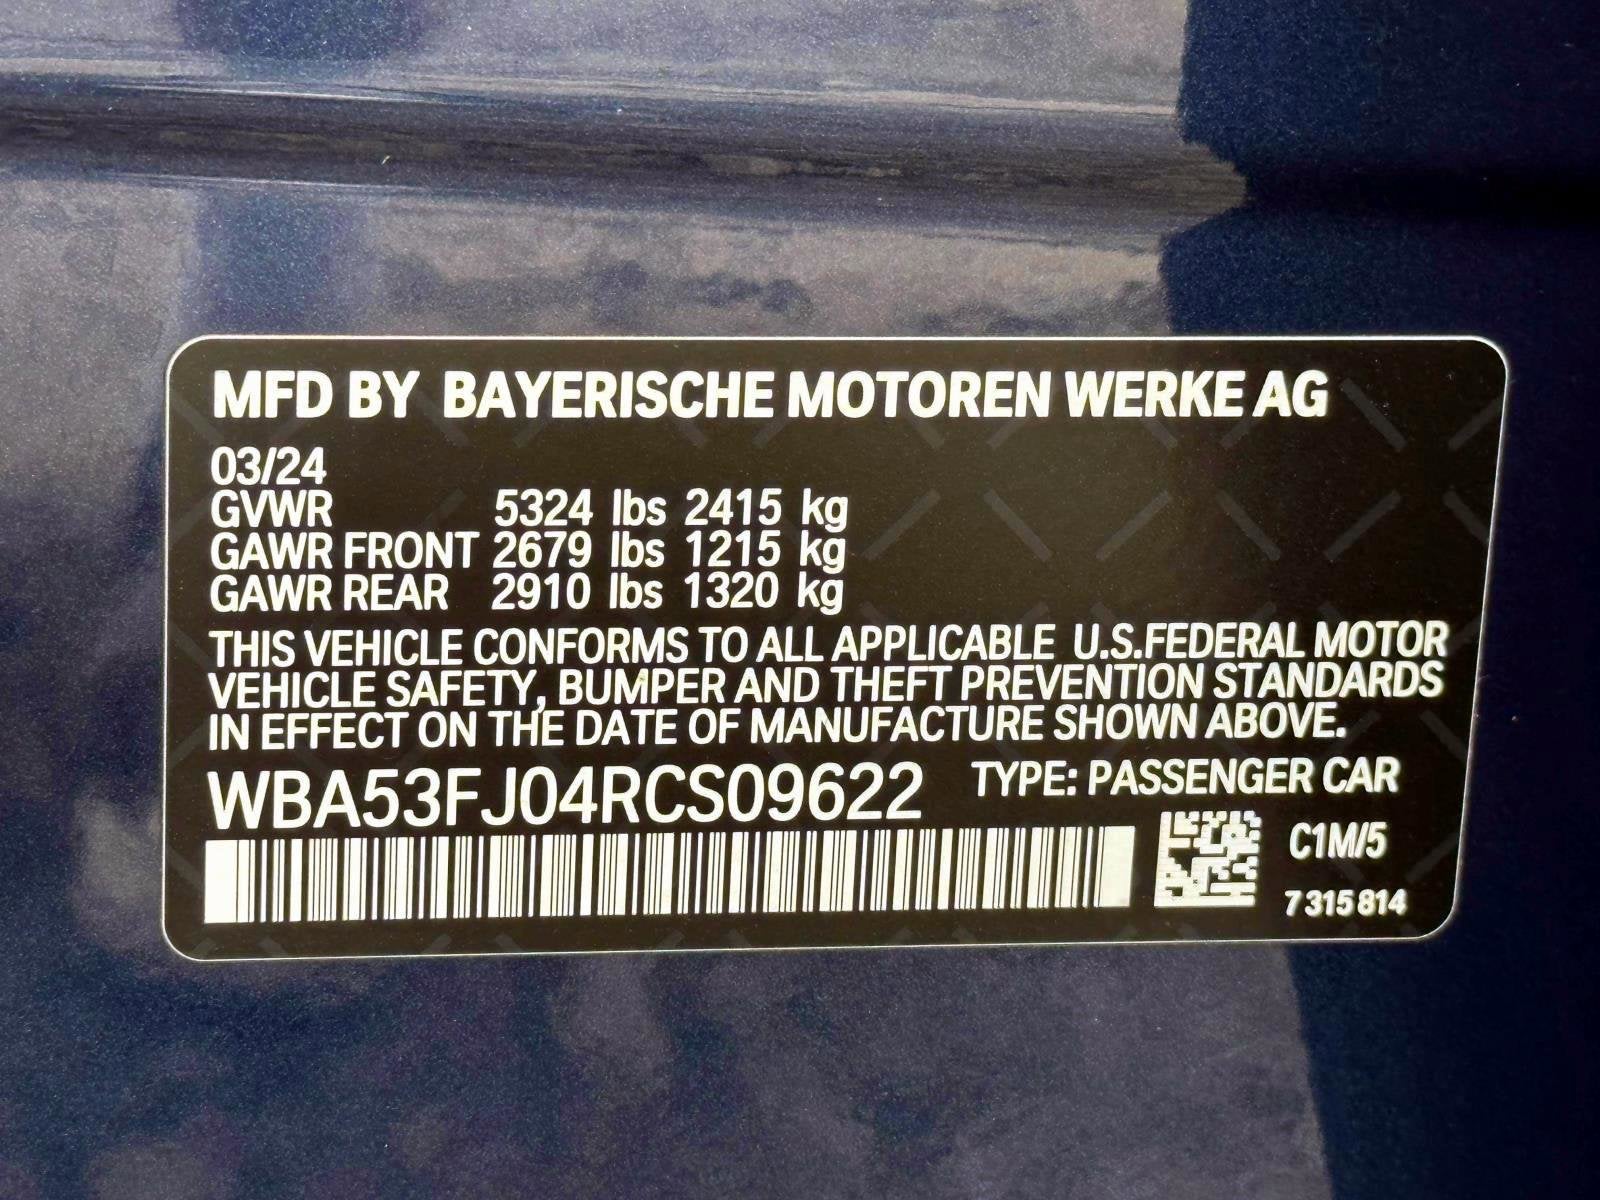 MFD BY BAYERISCHE MOTOREN WERKE AG
03/24
GVWR 5324 lbs 2415 kg
GAWR FRONT 2679 lbs 1215 kg
GAWR REAR 2910 lbs 1320 kg
THIS VEHICLE CONFORMS TO ALL APPLICABLE U.S.FEDERAL MOTOR
VEHICLE SAFETY, BUMPER AND THEFT PREVENTION STANDARDS
IN EFFECT ON THE DATE OF MANUFACTURE SHOWN ABOVE.
WBA53FJ04RCS09622 TYPE: PASSENGER CAR
C1M/5
7 315 814